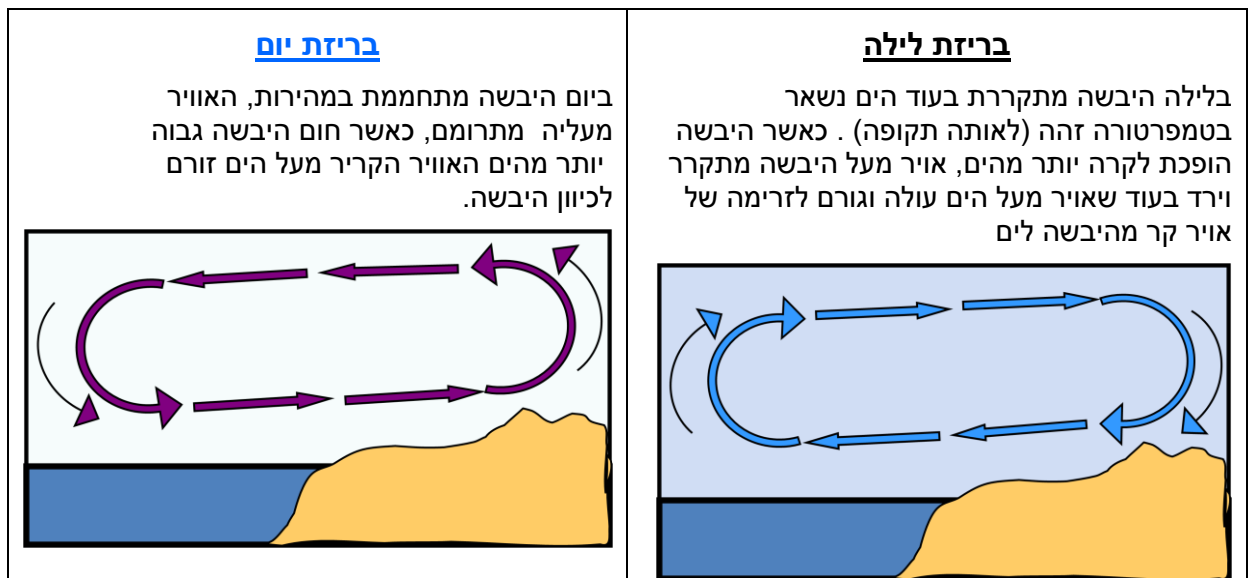 בריזת לילה
בלילה היבשה מתקררת בעוד הים נשאר
בטמפרטורה זהה (לאותה תקופה) . כאשר היבשה
הופכת לקרה יותר מהים, אויר מעל היבשה מתקרר
וירד בעוד שאויר מעל הים עולה וגורם לזרימה של
אויר קר מהיבשה לים
בריזת יום
ביום היבשה מתחממת במהירות, האוויר
מעליה מתרומם, כאשר חום היבשה גבוה
יותר מהים האוויר הקריר מעל הים זורם
לכיוון היבשה.